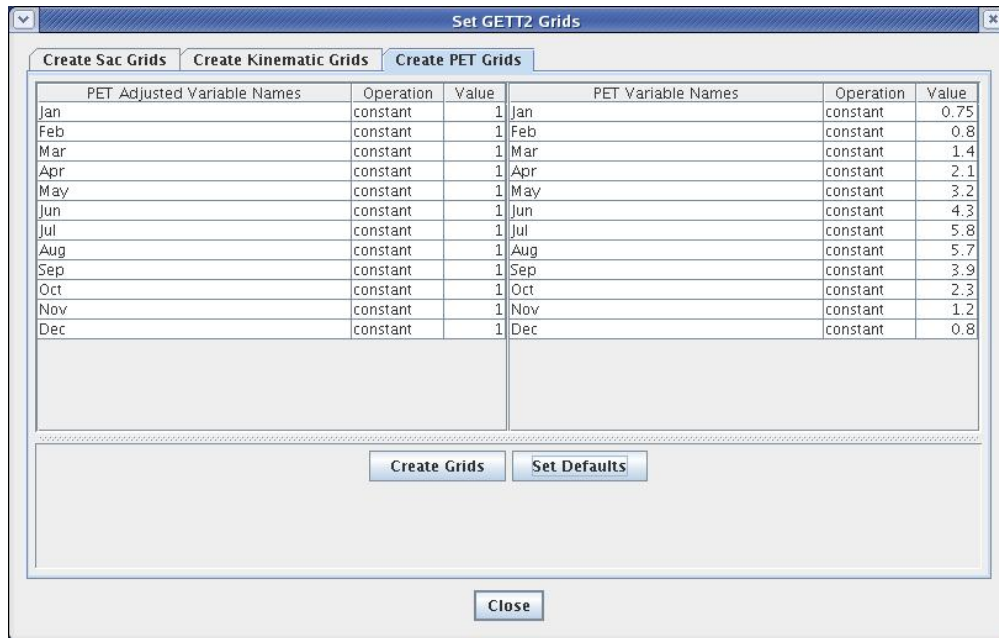 Set GETT2 Grids
Create Sac Grids Create Kinematic Grids Create PET Grids
PET Adjusted Variable Names Operation Value PET Variable Names Operation Value
Jan constant 1 Jan constant 0.75
Feb constant 1 Feb constant 0.8
Mar constant 1 Mar constant 1.4
Apr constant 1 Apr constant 2.1
May constant 1 May constant 3.2
Jun constant 1 Jun constant 4.3
Jul constant 1 Jul constant 5.8
Aug constant 1 Aug constant 5.7
Sep constant 1 Sep constant 3.9
Oct constant 1 Oct constant 2.3
Nov constant 1 Nov constant 1.2
Dec constant 1 Dec constant 0.8
Create Grids Set Defaults
Close